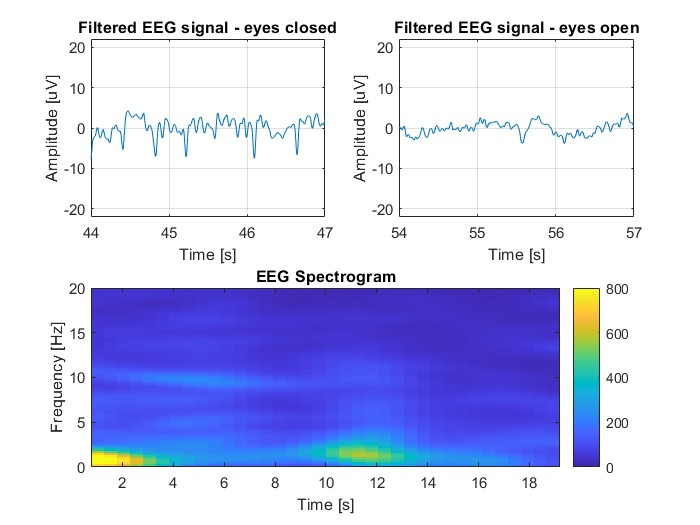 Filtered EEG signal - eyes closed
20
10
0
-10
-20
Amplitude [uV]
44 45 46 47
Time [s]
Filtered EEG signal - eyes open
20
10
0
-10
-20
Amplitude [uV]
54 55 56 57
Time [s]
EEG Spectrogram
20
15
10
5
0
Frequency [Hz]
2 4 6 8 10 12 14 16 18
Time [s]
800
600
400
200
0